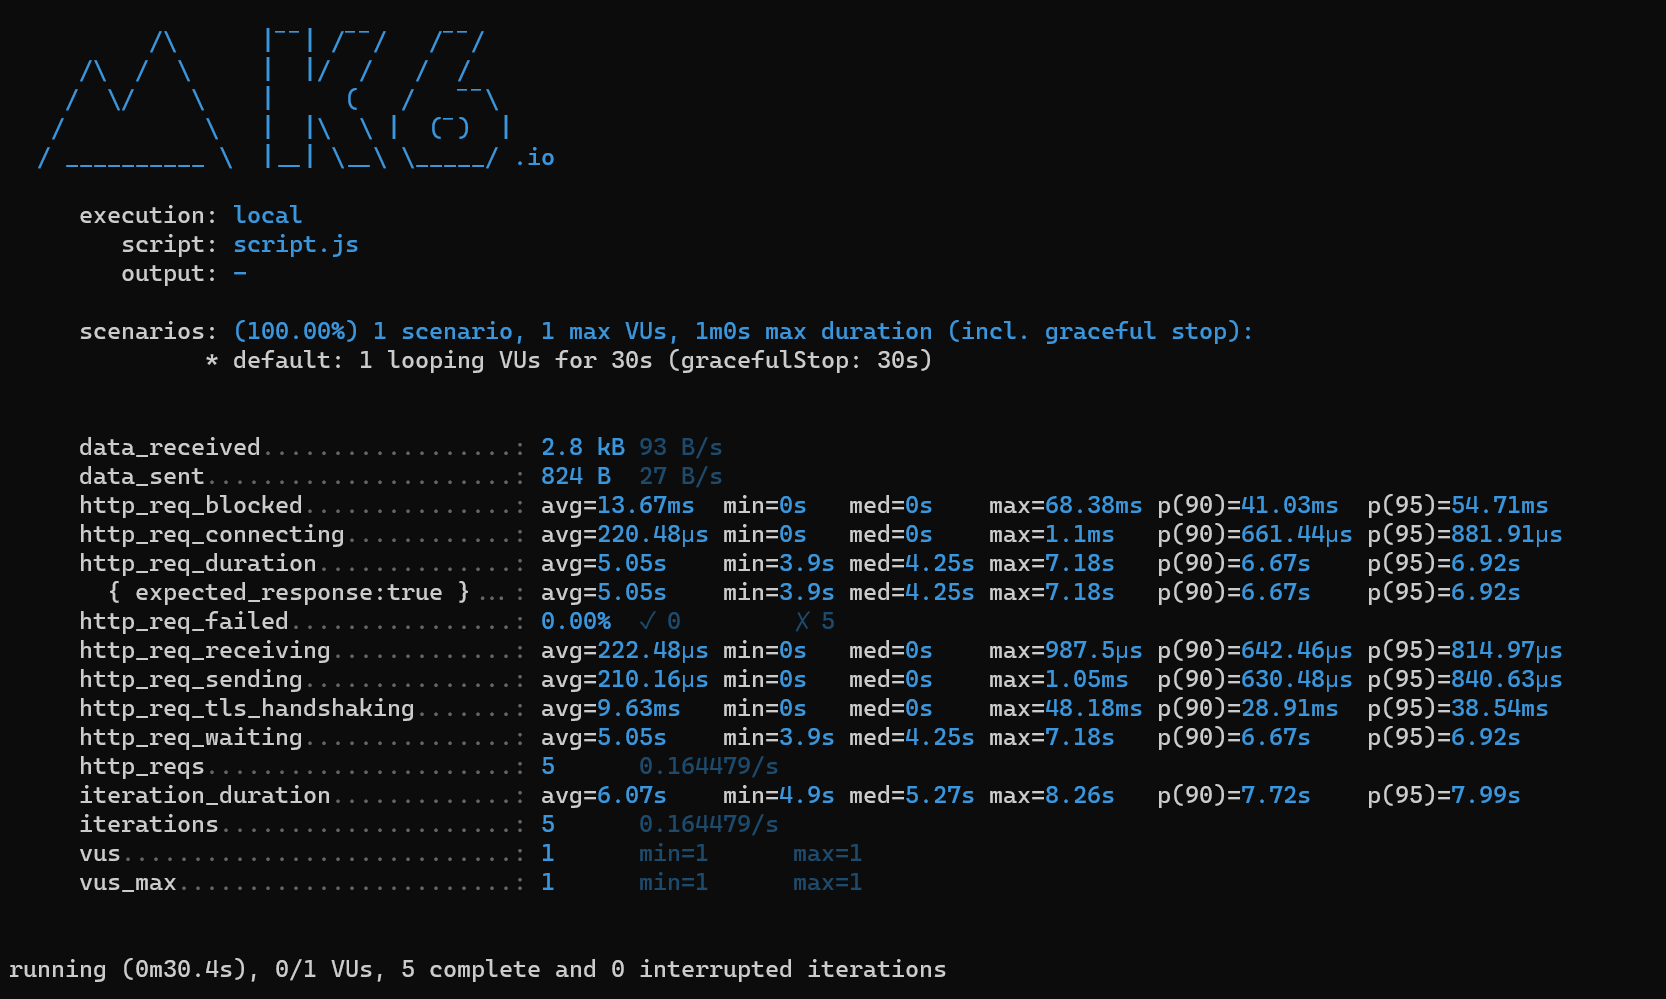 /\      |‾‾| /‾‾/   /‾‾/
     /\  /  \     |  |/  /   /  /
    /  \/    \    |     (   /   ‾‾\
   /          \   |  |\  \ |  (‾)  |
  / __________ \  |__| \__\ \_____/ .io
execution: local
script: script.js
output: -
scenarios: (100.00%) 1 scenario, 1 max VUs, 1m0s max duration (incl. graceful stop):
* default: 1 looping VUs for 30s (gracefulStop: 30s)
data_received..................: 2.8 kB 93 B/s
data_sent......................: 824 B  27 B/s
http_req_blocked...............: avg=13.67ms  min=0s   med=0s    max=68.38ms p(90)=41.03ms  p(95)=54.71ms
http_req_connecting............: avg=220.48µs min=0s   med=0s    max=1.1ms   p(90)=661.44µs p(95)=881.91µs
http_req_duration..............: avg=5.05s    min=3.9s med=4.25s max=7.18s   p(90)=6.67s    p(95)=6.92s
{ expected_response:true }...: avg=5.05s    min=3.9s med=4.25s max=7.18s   p(90)=6.67s    p(95)=6.92s
http_req_failed................: 0.00%  ✓ 0        ✗ 5
http_req_receiving.............: avg=222.48µs min=0s   med=0s    max=987.5µs p(90)=642.46µs p(95)=814.97µs
http_req_sending...............: avg=210.16µs min=0s   med=0s    max=1.05ms  p(90)=630.48µs p(95)=840.63µs
http_req_tls_handshaking.......: avg=9.63ms   min=0s   med=0s    max=48.18ms p(90)=28.91ms  p(95)=38.54ms
http_req_waiting...............: avg=5.05s    min=3.9s med=4.25s max=7.18s   p(90)=6.67s    p(95)=6.92s
http_reqs......................: 5      0.164479/s
iteration_duration.............: avg=6.07s    min=4.9s med=5.27s max=8.26s   p(90)=7.72s    p(95)=7.99s
iterations.....................: 5      0.164479/s
vus............................: 1      min=1      max=1
vus_max........................: 1      min=1      max=1
running (0m30.4s), 0/1 VUs, 5 complete and 0 interrupted iterations